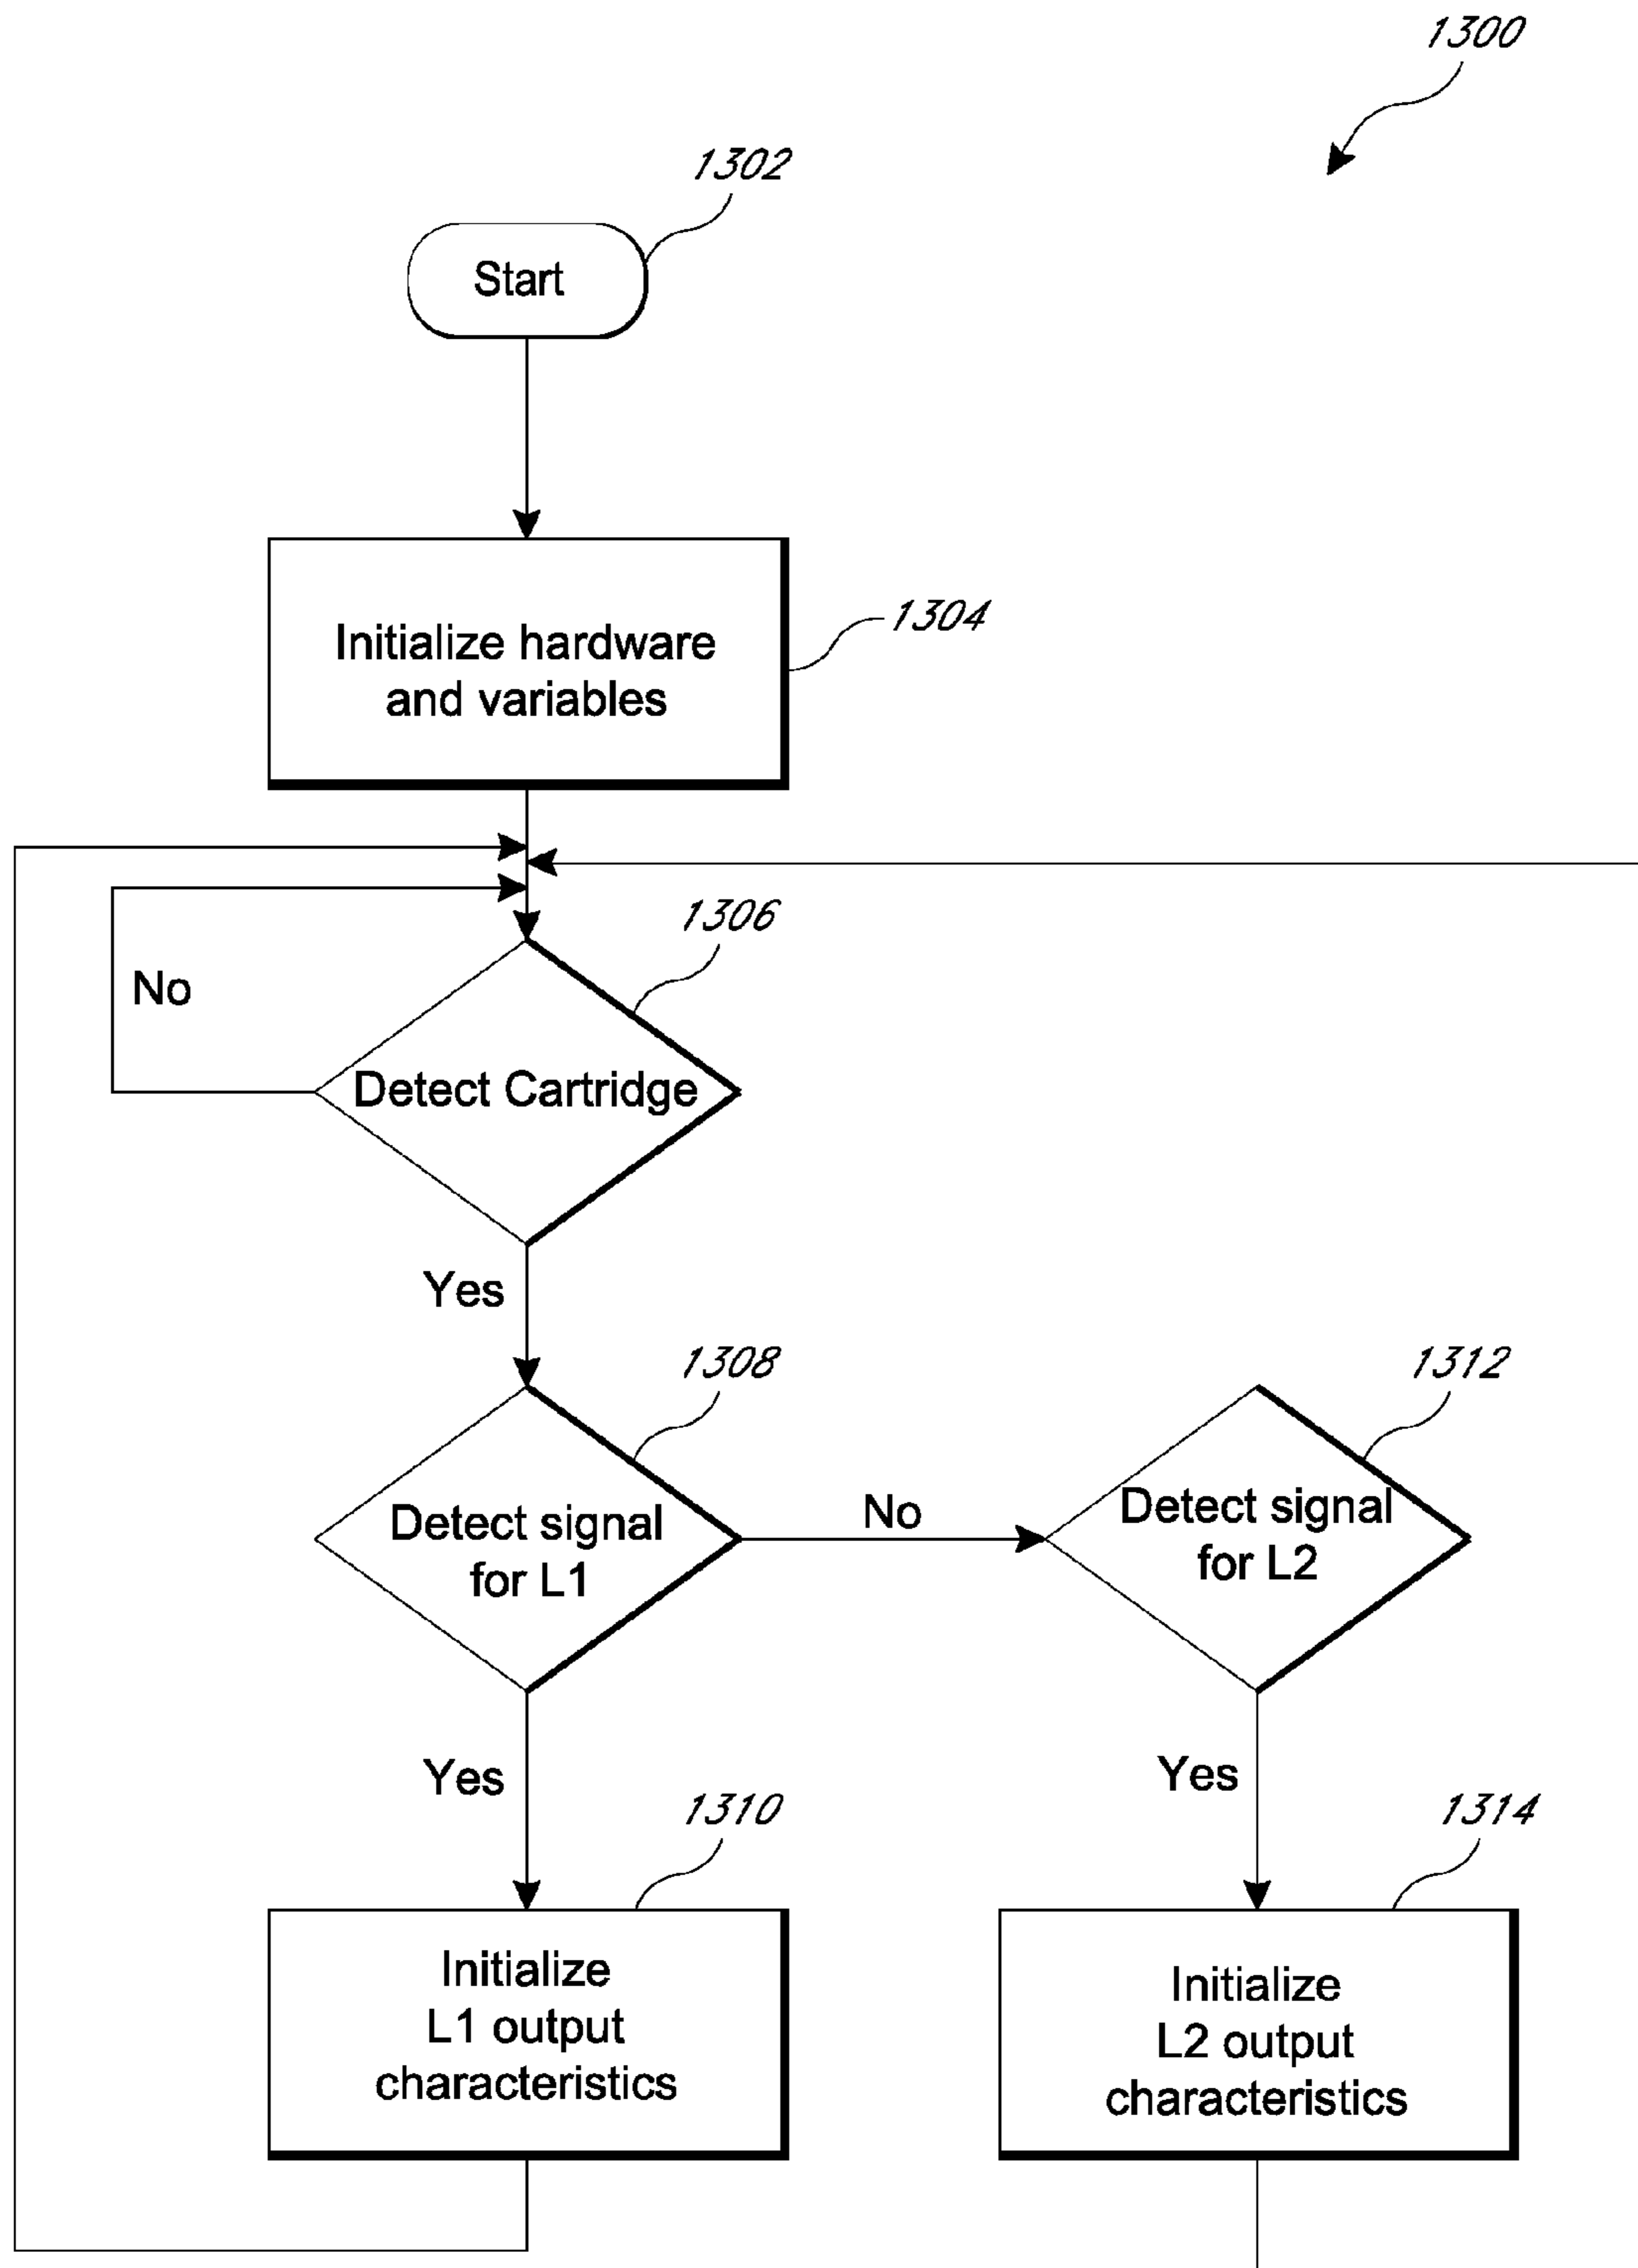 1300
1302
Start
Initialize hardware
and variables
1304
1306
No
Detect Cartridge
Yes
1308
1312
Detect signal
for L1
No
Detect signal
for L2
Yes
Yes
1310
1314
Initialize
L1 output
characteristics
Initialize
L2 output
characteristics